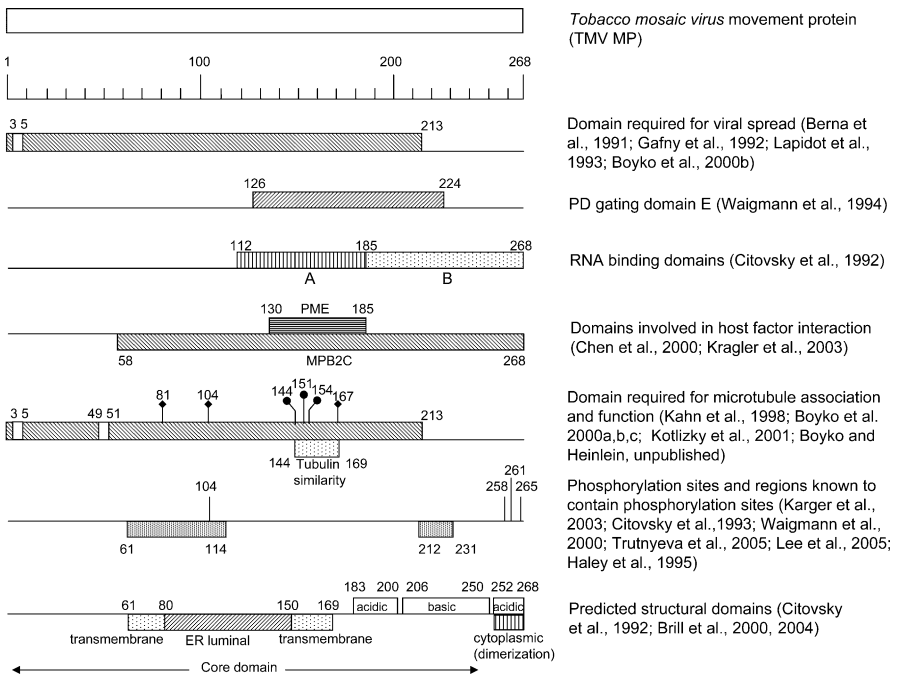 Tobacco mosaic virus movement protein
(TMV MP)
1 100 200 268
3 5 213
Domain required for viral spread (Berna et
al., 1991; Gafny et al., 1992; Lapidot et al.,
1993; Boyko et al., 2000b)
126 224
PD gating domain E (Waigmann et al., 1994)
112 185 268
A B
RNA binding domains (Citovsky et al., 1992)
130 PME 185
58 MPB2C 268
Domains involved in host factor interaction
(Chen et al., 2000; Kragler et al., 2003)
81 104 144 151 154 167
3 5 49 51 213
144 Tubulin 169
similarity
Domain required for microtubule association
and function (Kahn et al., 1998; Boyko et al.
2000a,b,c; Kotlizky et al., 2001; Boyko and
Heinlein, unpublished)
104 258 261 265
61 114 212 231
Phosphorylation sites and regions known to
contain phosphorylation sites (Karger et al.,
2003; Citovsky et al.,1993; Waigmann et al.,
2000; Trutnyeva et al., 2005; Lee et al., 2005;
Haley et al., 1995)
183 200 206 250 252 268
acidic basic acidic
61 80 150 169
transmembrane ER luminal transmembrane cytoplasmic
(dimerization)
Predicted structural domains (Citovsky
et al., 1992; Brill et al., 2000, 2004)
Core domain